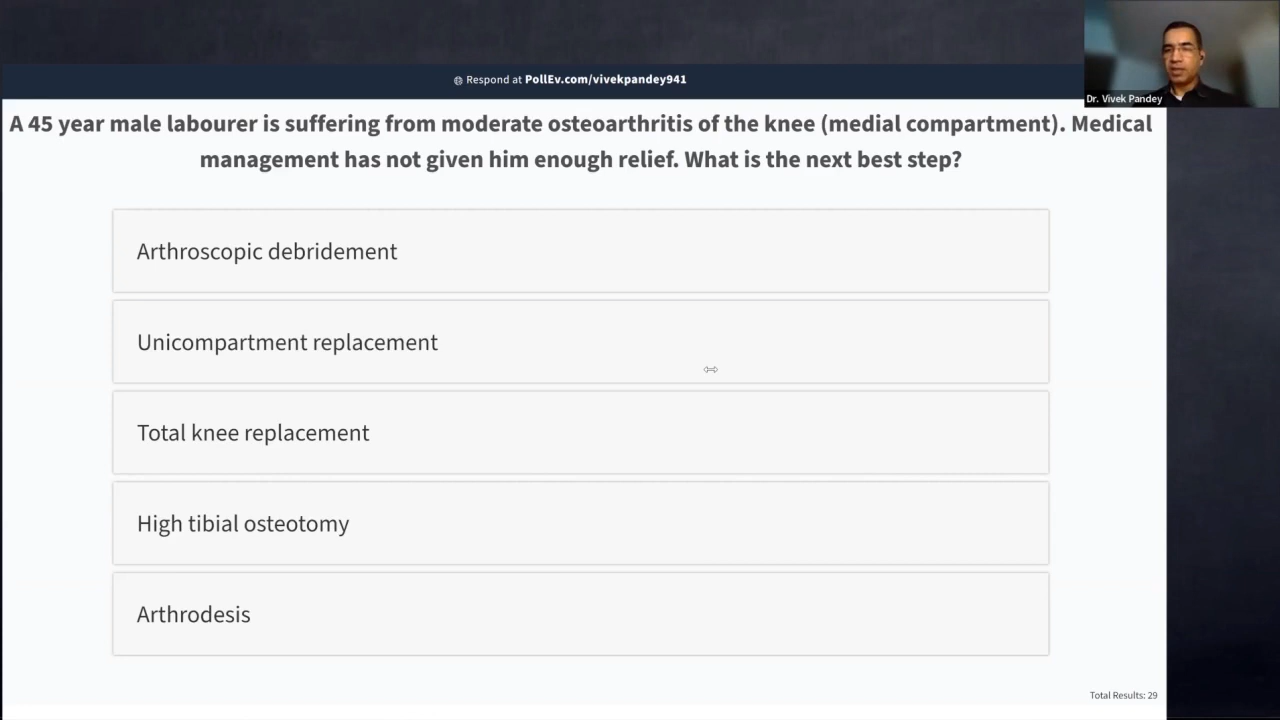 Respond at PollEv.com/vivekpandey941
Dr. Vivek Pandey
A 45 year male labourer is suffering from moderate osteoarthritis of the knee (medial compartment). Medical
management has not given him enough relief. What is the next best step?
Arthroscopic debridement
Unicompartment replacement
Total knee replacement
High tibial osteotomy
Arthrodesis
Total Results: 29